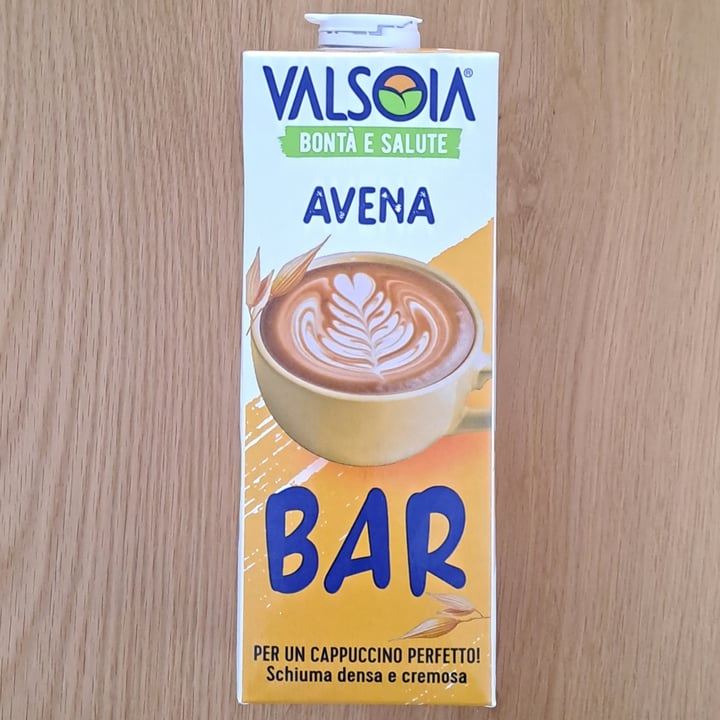 VALSOIA®
BONTÀ E SALUTE
AVENA
BAR
PER UN CAPPUCCINO PERFETTO!
Schiuma densa e cremosa